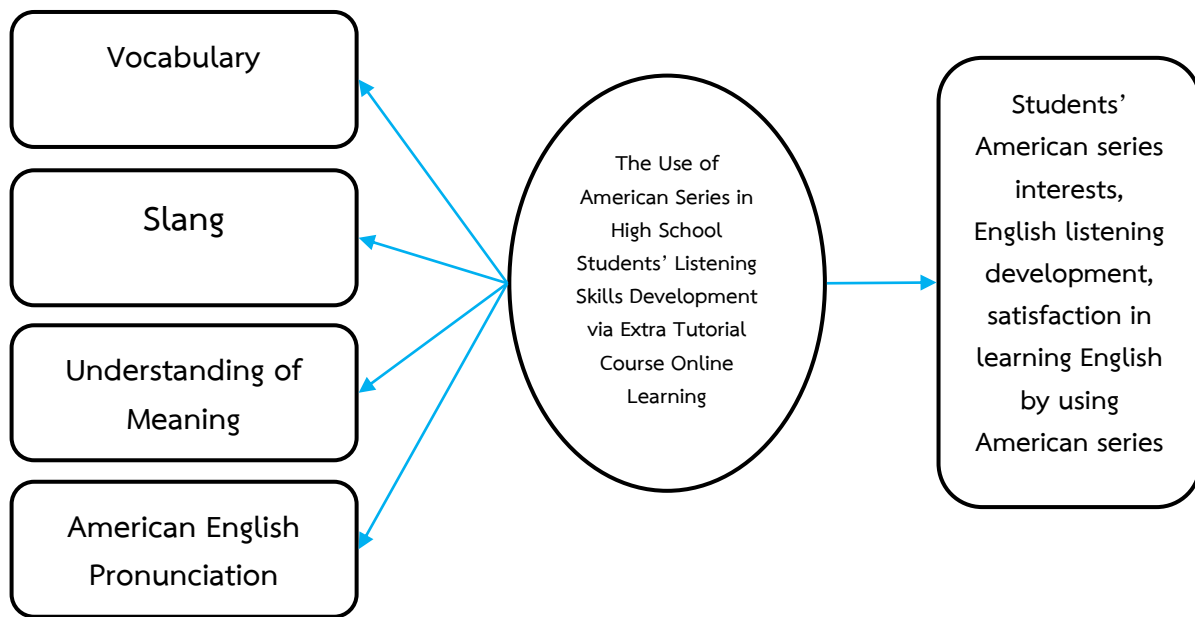 Vocabulary
Slang
Understanding of
Meaning
American English
Pronunciation
The Use of
American Series in
High School
Students’ Listening
Skills Development
via Extra Tutorial
Course Online
Learning
Students’
American series
interests,
English listening
development,
satisfaction in
learning English
by using
American series